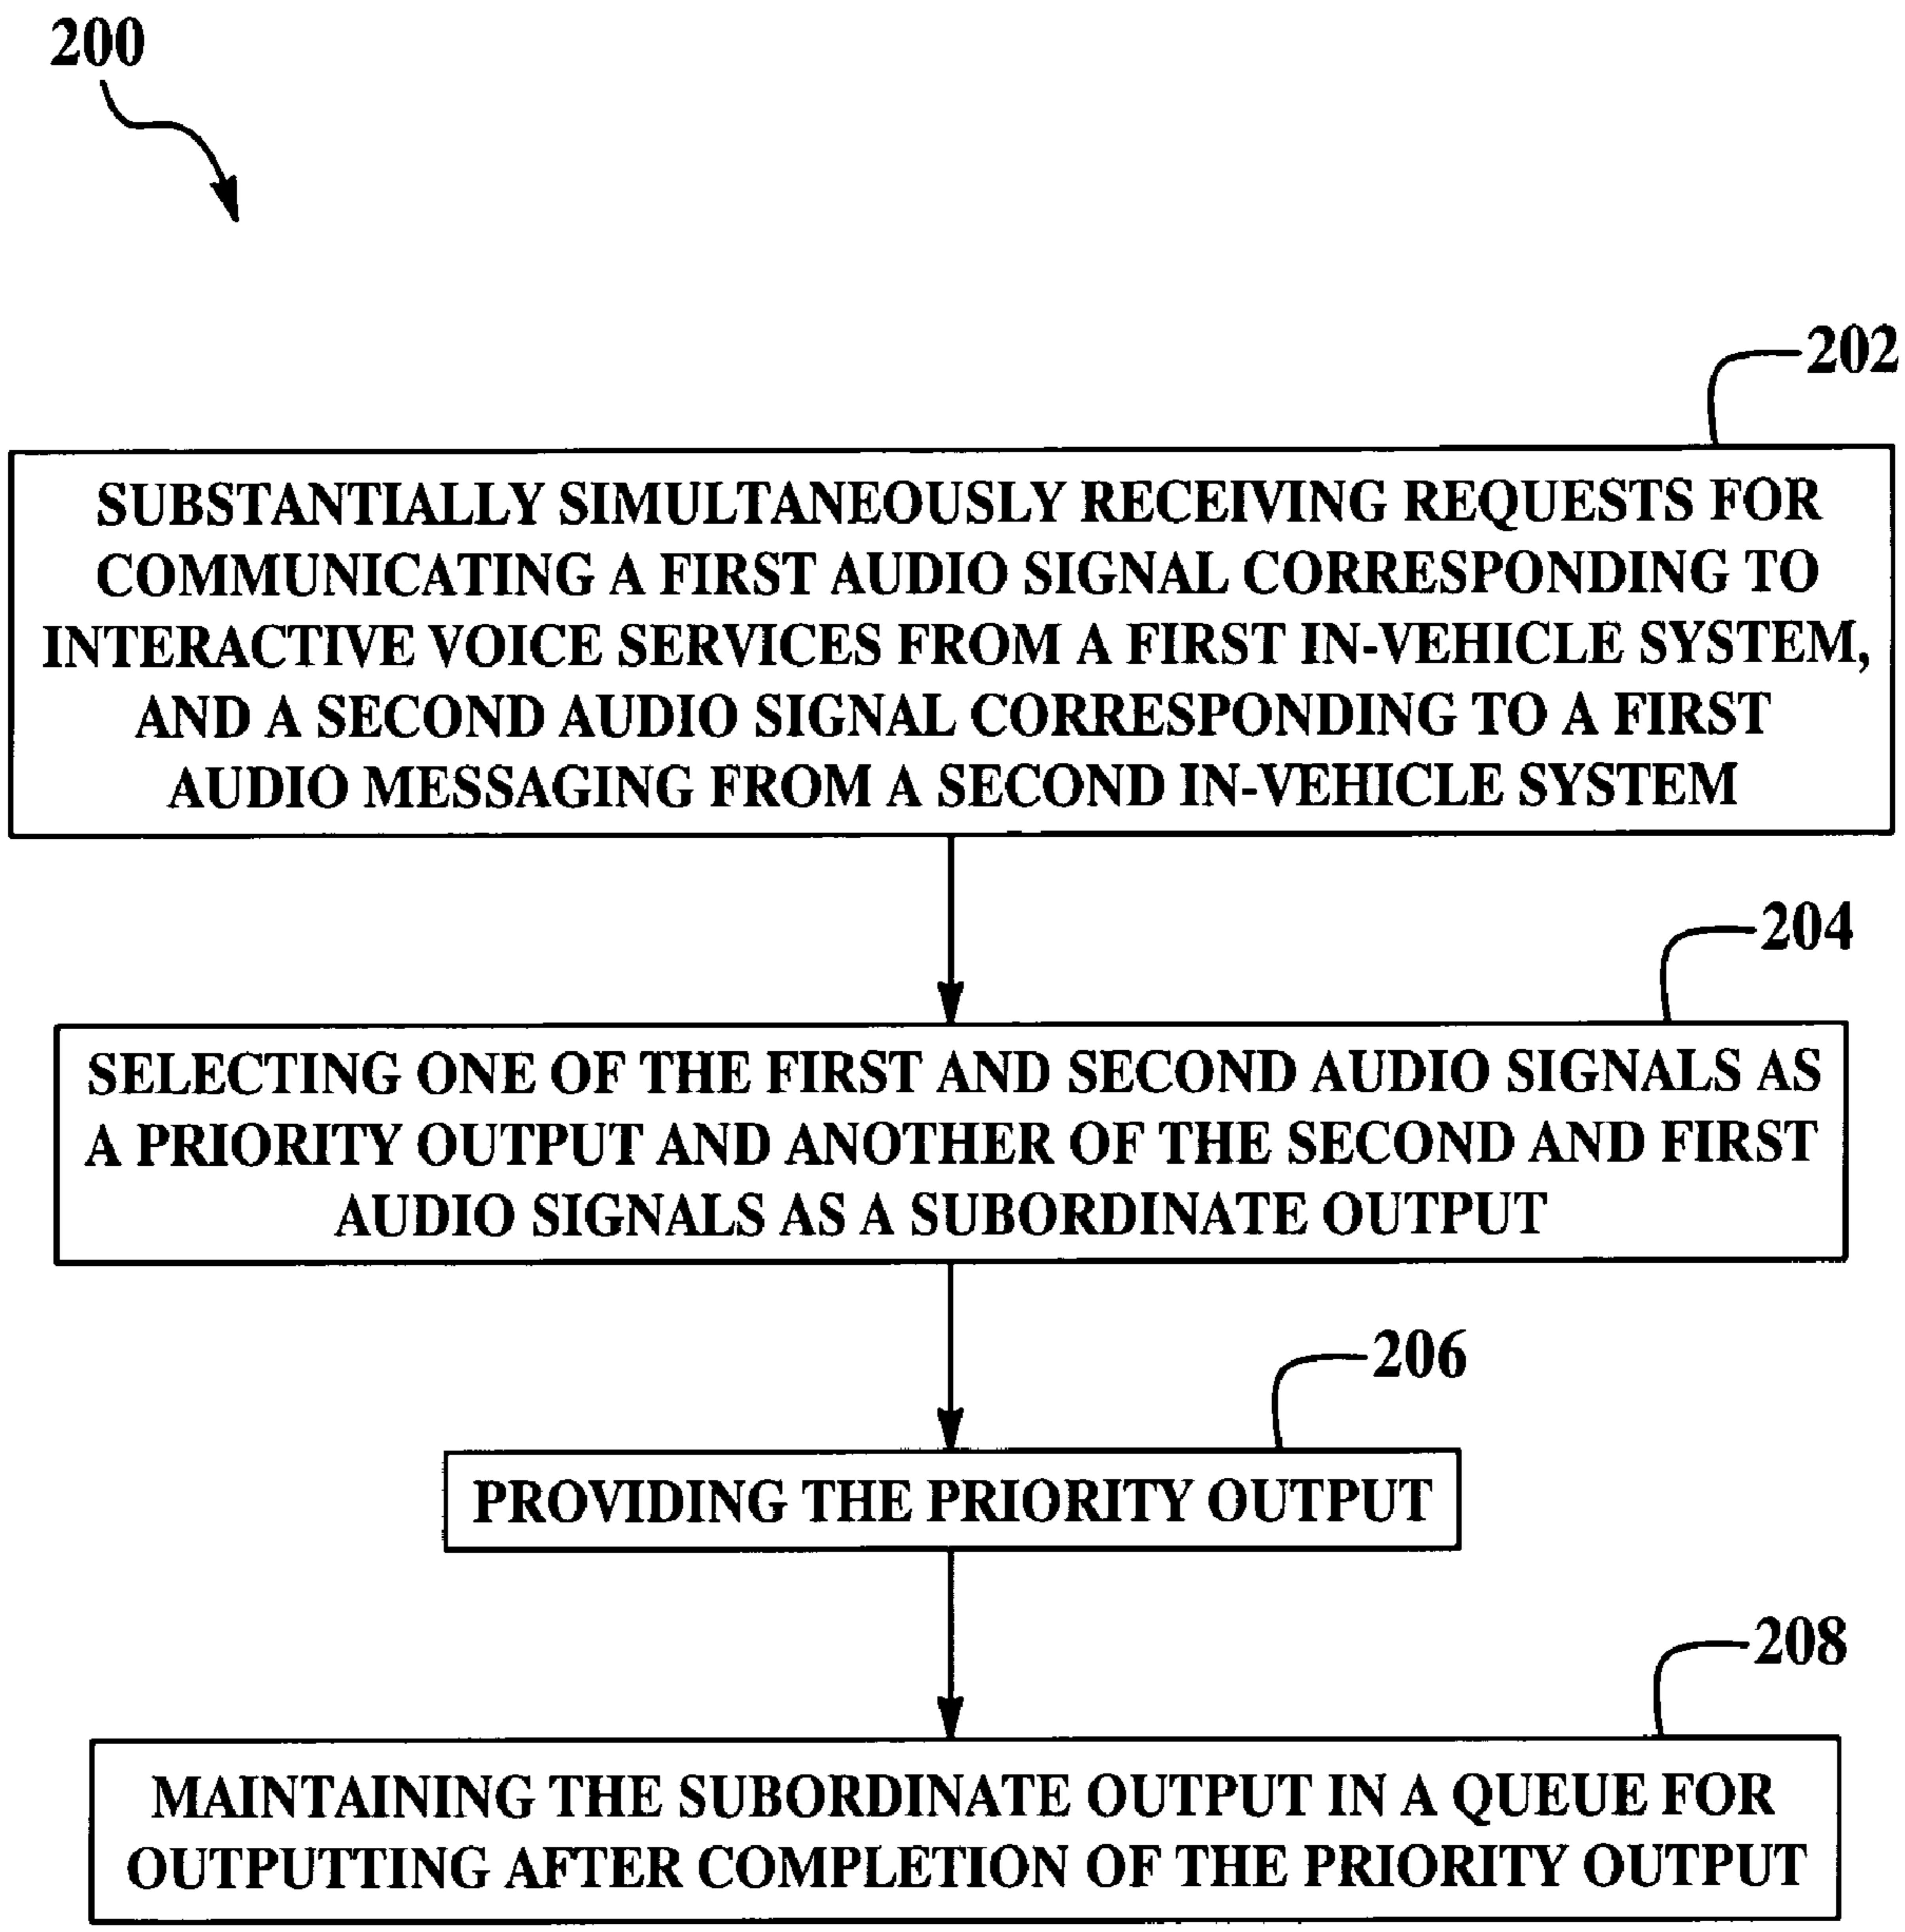 200
202
SUBSTANTIALLY SIMULTANEOUSLY RECEIVING REQUESTS FOR
COMMUNICATING A FIRST AUDIO SIGNAL CORRESPONDING TO
INTERACTIVE VOICE SERVICES FROM A FIRST IN-VEHICLE SYSTEM,
AND A SECOND AUDIO SIGNAL CORRESPONDING TO A FIRST
AUDIO MESSAGING FROM A SECOND IN-VEHICLE SYSTEM
204
SELECTING ONE OF THE FIRST AND SECOND AUDIO SIGNALS AS
A PRIORITY OUTPUT AND ANOTHER OF THE SECOND AND FIRST
AUDIO SIGNALS AS A SUBORDINATE OUTPUT
206
PROVIDING THE PRIORITY OUTPUT
208
MAINTAINING THE SUBORDINATE OUTPUT IN A QUEUE FOR
OUTPUTTING AFTER COMPLETION OF THE PRIORITY OUTPUT